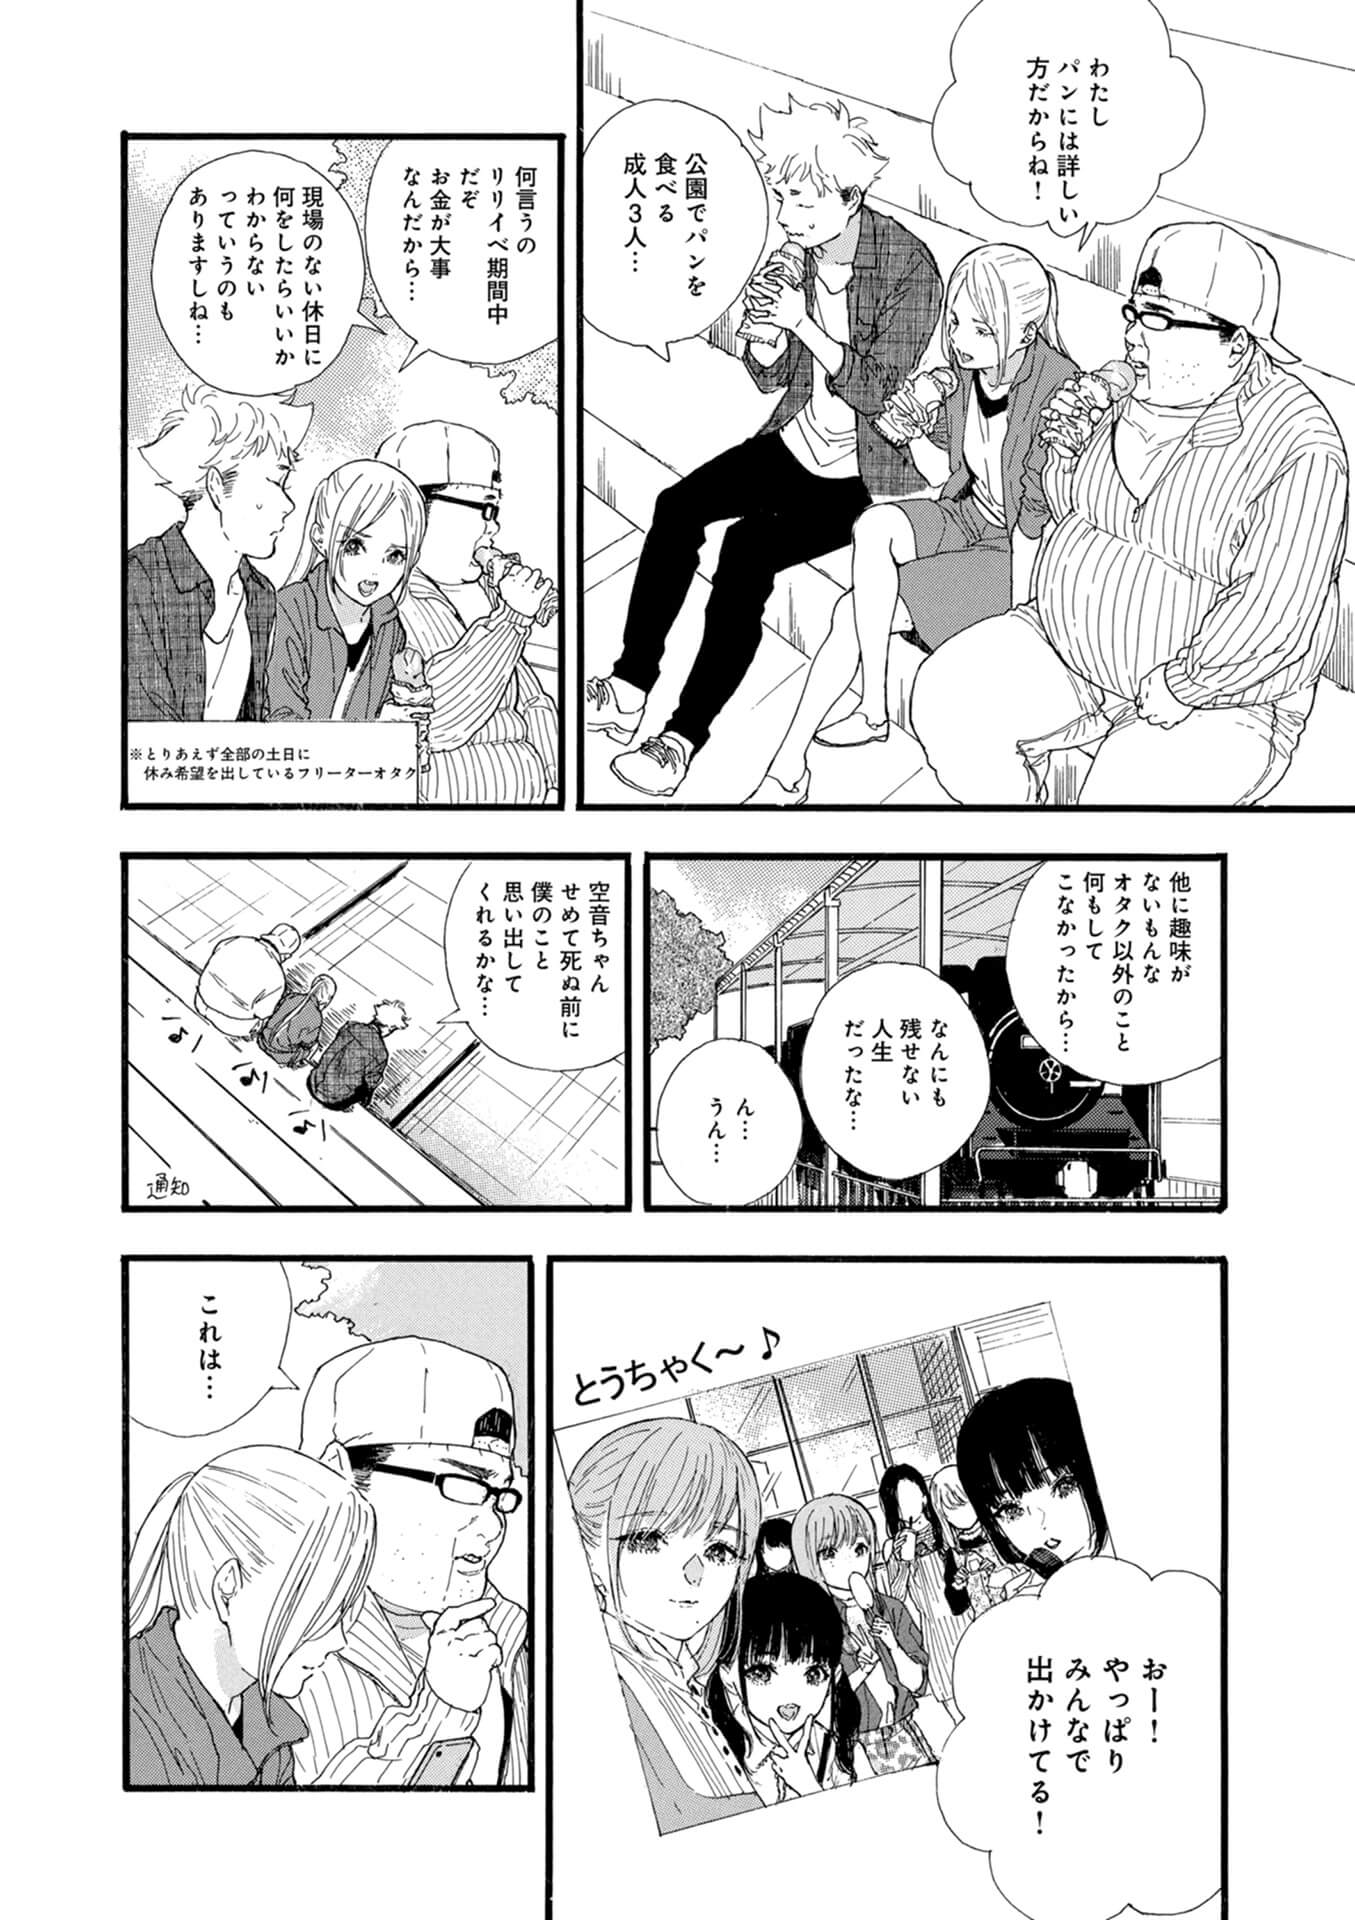 わたし
パンには詳しい
方だからね！
公園でパンを
食べる
成人3人…
何言うの
リリイベ期間中
だぞ
お金が大事
なんだから…
現場のない休日に
何をしたらいいか
わからない
っていうのも
ありますしね…
※とりあえず全部の土日に
休み希望を出しているフリーターオタク
他に趣味が
ないもんな
オタク以外のこと
何もして
こなかったから…
なんにも
残せない
人生
だったな…
ん…
うん…
空音ちゃん
せめて死ぬ前に
僕のこと
思い出して
くれるかな…
通知
とうちゃく〜♪
おー！
やっぱり
みんなで
出かけてる！
これは…